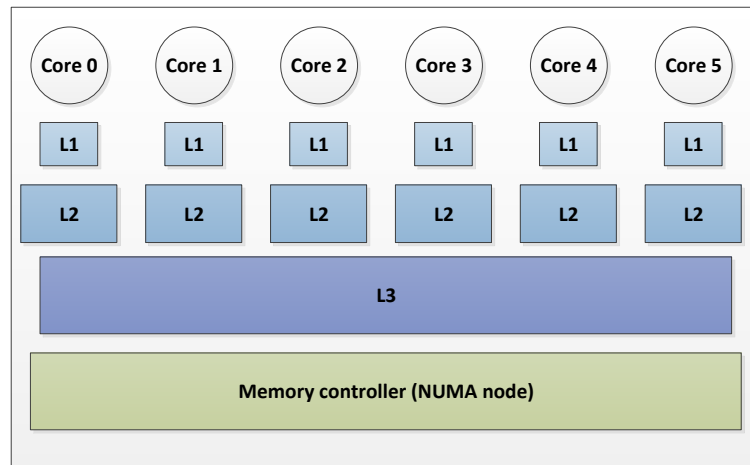 Core 0 Core 1 Core 2 Core 3 Core 4 Core 5
L1 L1 L1 L1 L1 L1
L2 L2 L2 L2 L2 L2
L3
Memory controller (NUMA node)